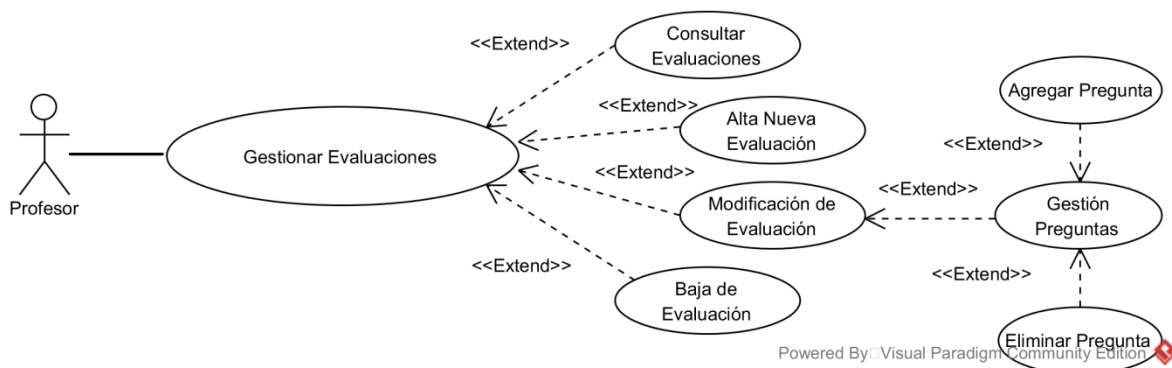 Profesor
Gestionar Evaluaciones
<<Extend>>
Consultar
Evaluaciones
<<Extend>>
Alta Nueva
Evaluación
<<Extend>>
Modificación de
Evaluación
<<Extend>>
Baja de
Evaluación
<<Extend>>
Agregar Pregunta
<<Extend>>
Gestión
Preguntas
<<Extend>>
Eliminar Pregunta
Powered By Visual Paradigm Community Edition